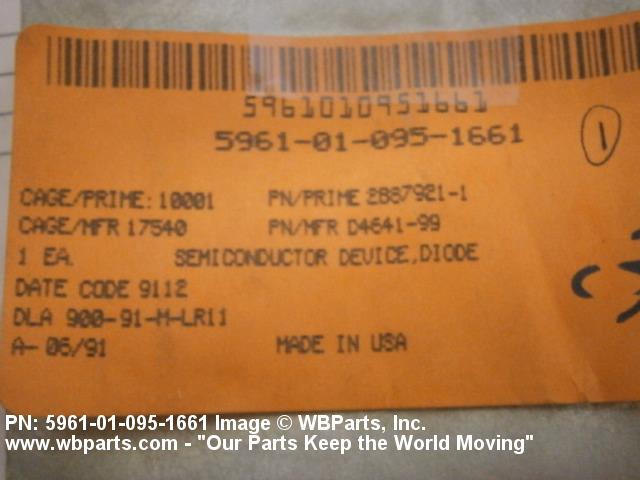 5961010951661
5961-01-095-1661
1
CAGE/PRIME: 10001 PN/PRIME 2887921-1
CAGE/MFR 17540 PN/MFR D4641-99
1 EA. SEMICONDUCTOR DEVICE,DIODE
DATE CODE 9112
DLA 900-91-M-LR11
A- 06/91 MADE IN USA
PN: 5961-01-095-1661 Image © WBParts, Inc.
www.wbparts.com - "Our Parts Keep the World Moving"